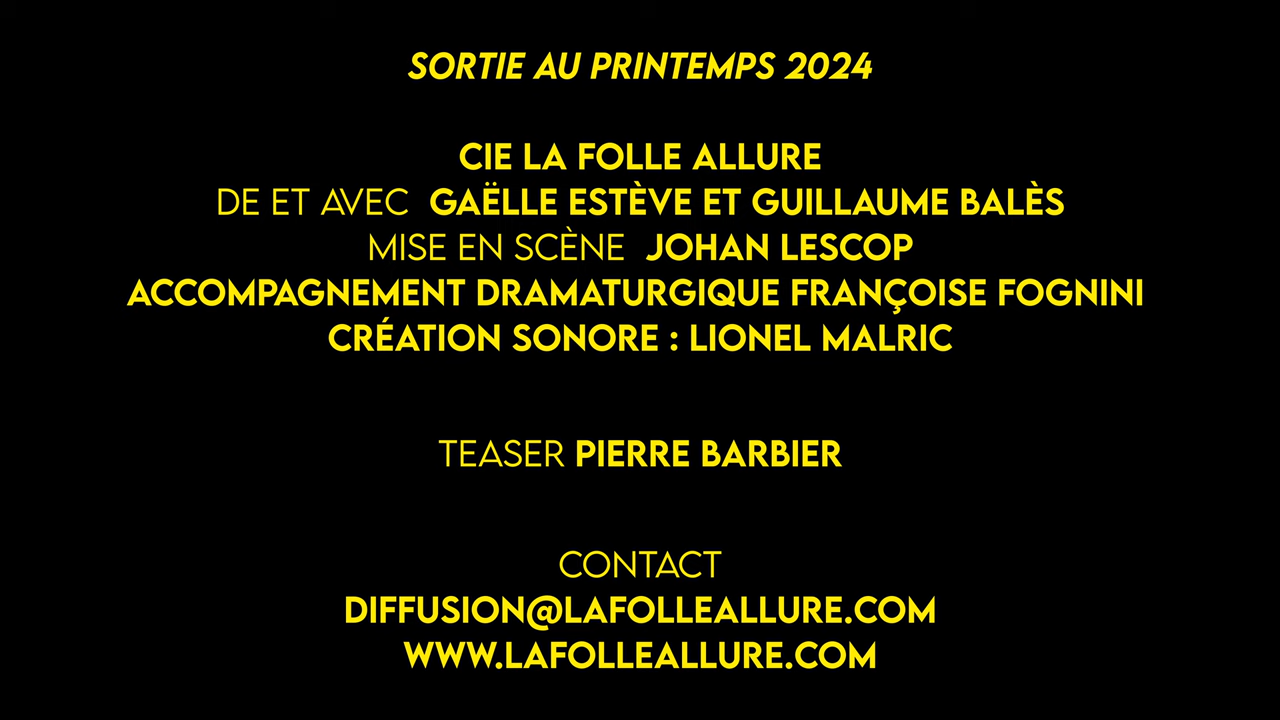 SORTIE AU PRINTEMPS 2024
CIE LA FOLLE ALLURE
DE ET AVEC GAËLLE ESTÈVE ET GUILLAUME BALÈS
MISE EN SCÈNE JOHAN LESCOP
ACCOMPAGNEMENT DRAMATURGIQUE FRANÇOISE FOGNINI
CRÉATION SONORE : LIONEL MALRIC
TEASER PIERRE BARBIER
CONTACT
DIFFUSION@LAFOLLEALLURE.COM
WWW.LAFOLLEALLURE.COM